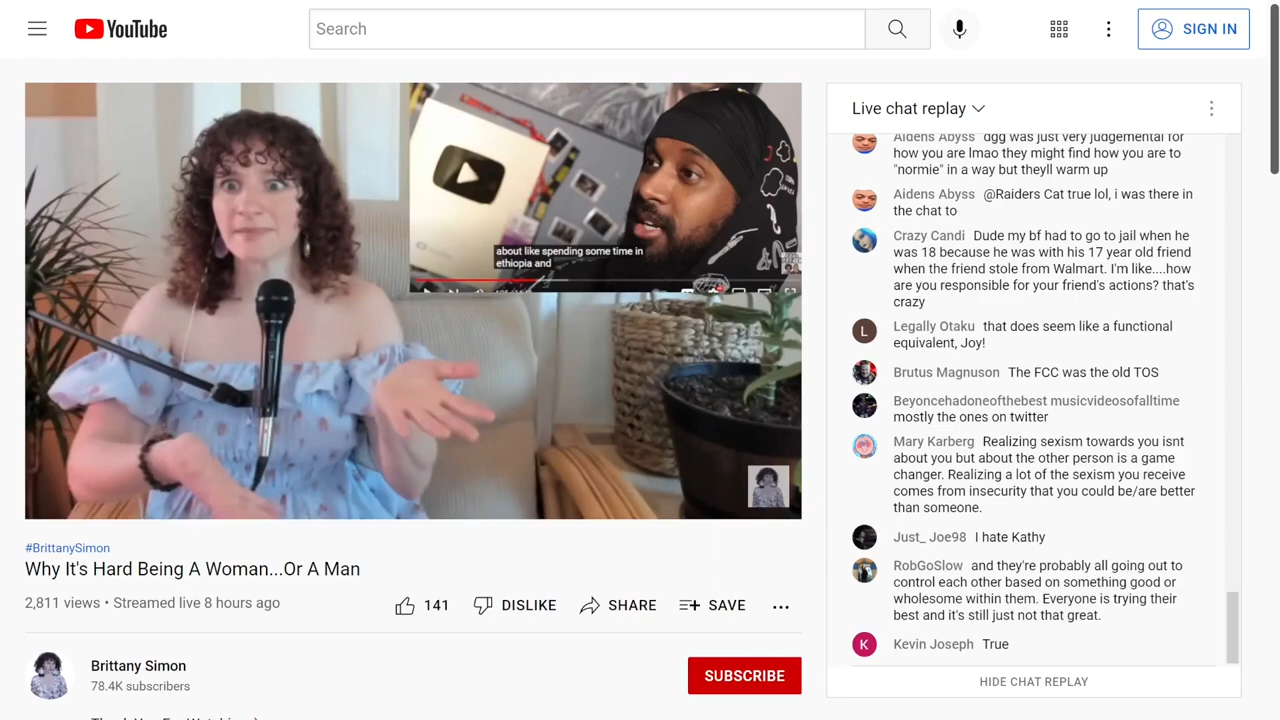 YouTube
Search
SIGN IN
about like spending some time in
ethiopia and
#BrittanySimon
Why It's Hard Being A Woman...Or A Man
2,811 views • Streamed live 8 hours ago
141
DISLIKE
SHARE
SAVE
Brittany Simon
78.4K subscribers
SUBSCRIBE
Live chat replay
Aidens Abyss dgg was just very judgemental for
how you are lmao they might find how you are to
"normie" in a way but theyll warm up
Aidens Abyss @Raiders Cat true lol, i was there in
the chat to
Crazy Candi Dude my bf had to go to jail when he
was 18 because he was with his 17 year old friend
when the friend stole from Walmart. I'm like....how
are you responsible for your friend's actions? that's
crazy
L
Legally Otaku that does seem like a functional
equivalent, Joy!
Brutus Magnuson The FCC was the old TOS
Beyoncehadoneofthebest musicvideosofalltime
mostly the ones on twitter
Mary Karberg Realizing sexism towards you isnt
about you but about the other person is a game
changer. Realizing a lot of the sexism you receive
comes from insecurity that you could be/are better
than someone.
Just_ Joe98 I hate Kathy
RobGoSlow and they're probably all going out to
control each other based on something good or
wholesome within them. Everyone is trying their
best and it's still just not that great.
K
Kevin Joseph True
HIDE CHAT REPLAY